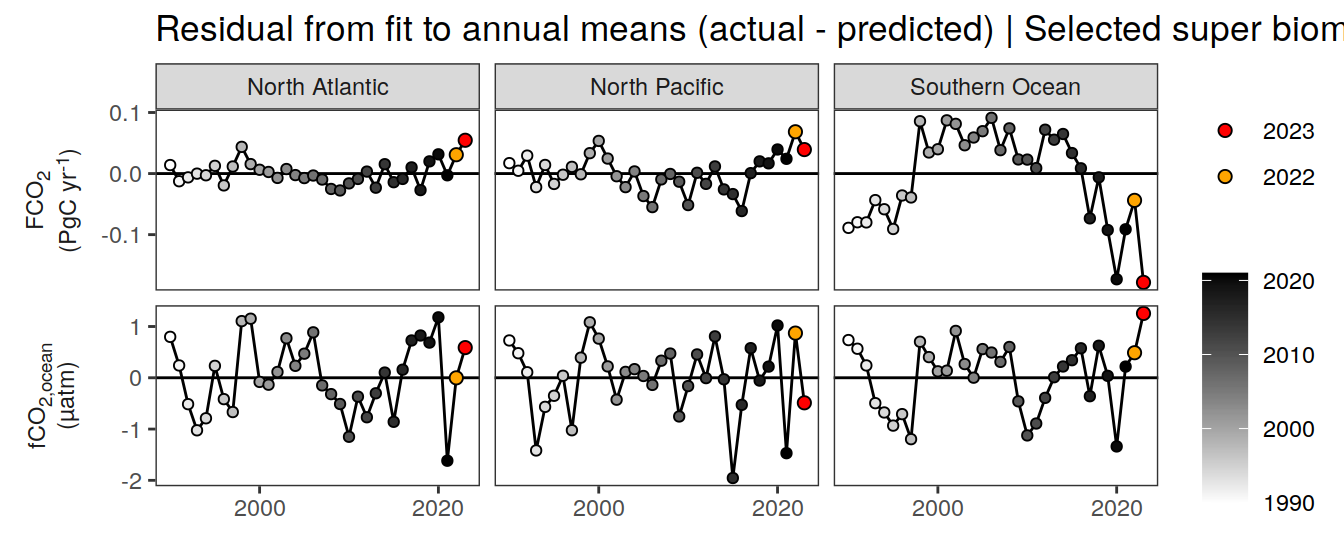 Residual from fit to annual means (actual - predicted) | Selected super biom
North Atlantic
North Pacific
Southern Ocean
FCO₂
(PgC yr⁻¹)
0.1
0.0
-0.1
fCO₂,ocean
(µatm)
1
0
-1
-2
2000
2020
2000
2020
2000
2020
2023
2022
2020
2010
2000
1990